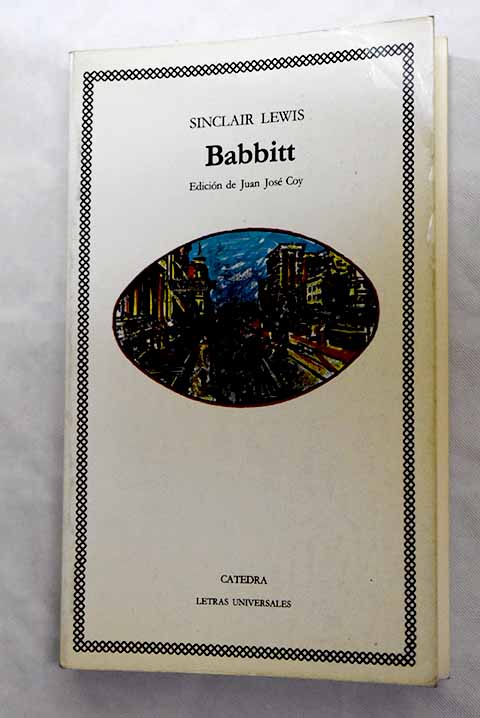 SINCLAIR LEWIS
Babbitt
Edición de Juan José Coy
CATEDRA
LETRAS UNIVERSALES